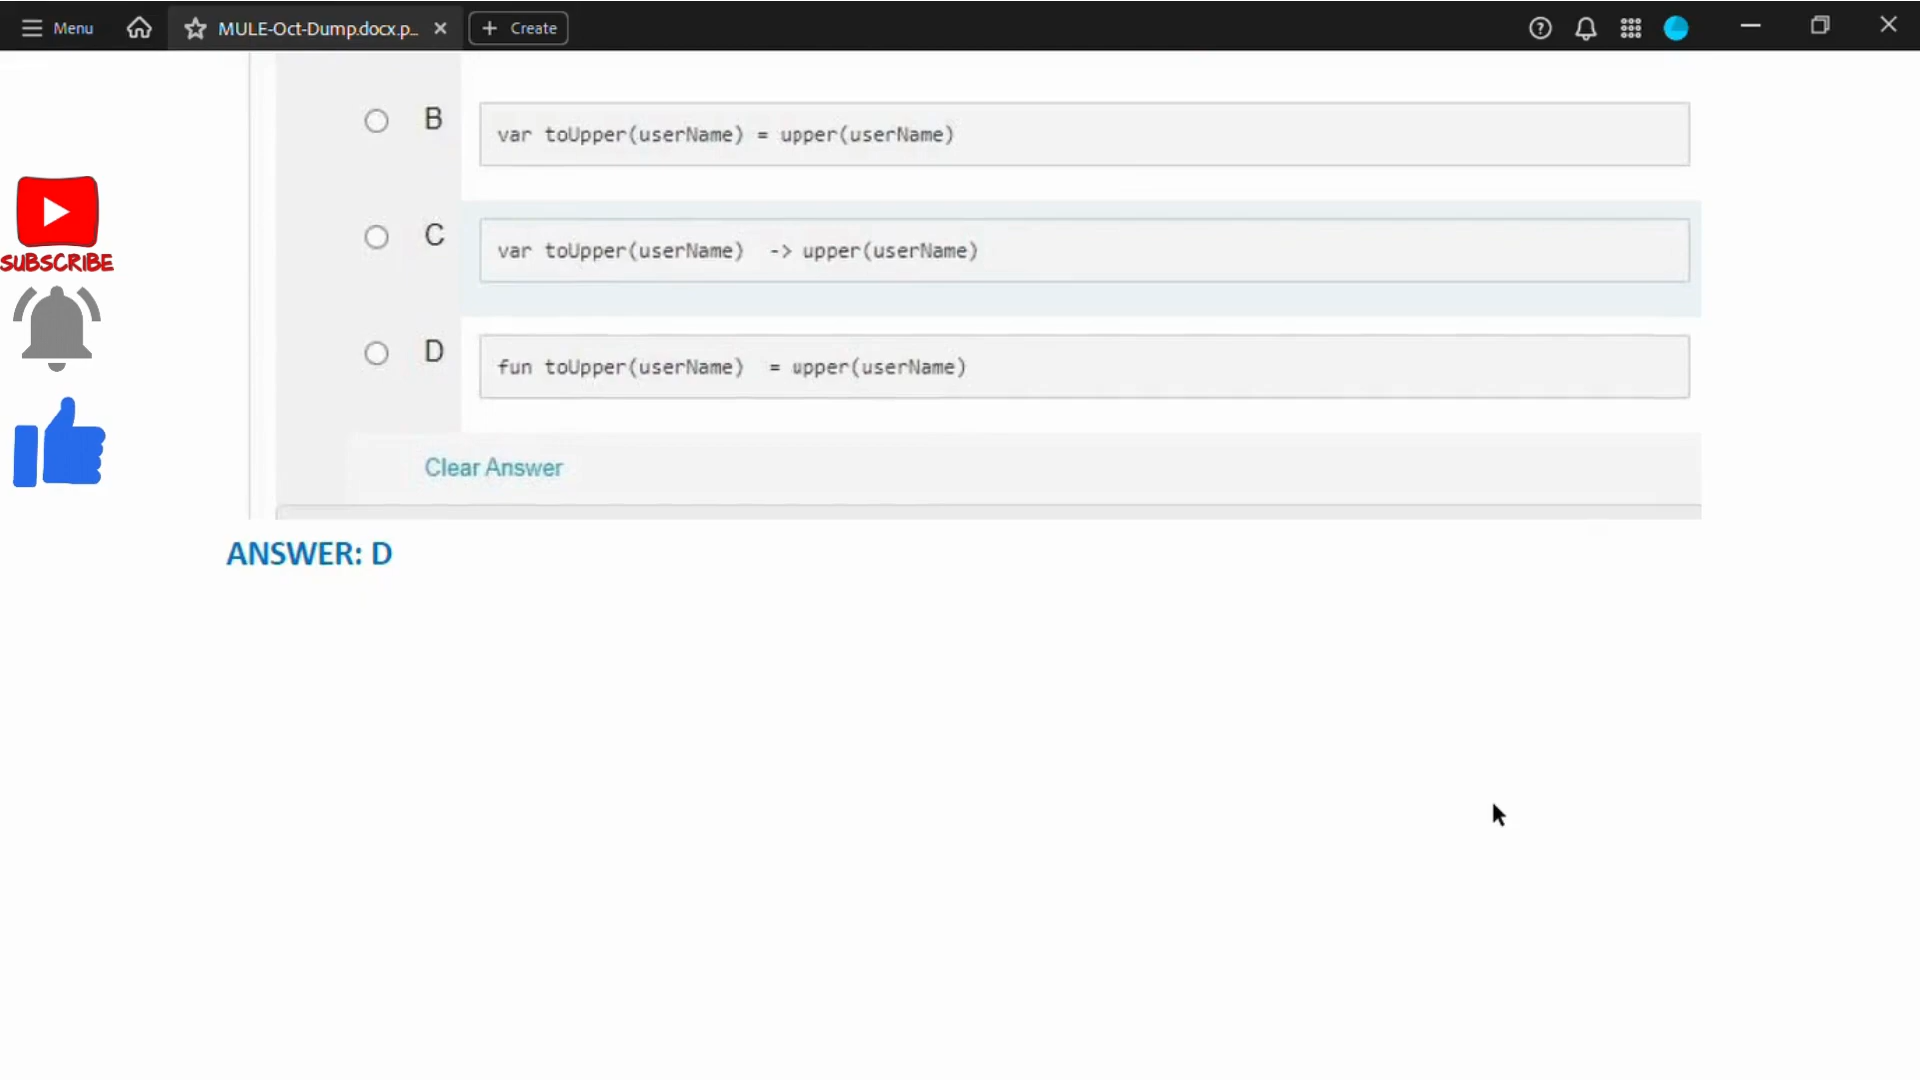 Menu
MULE-Oct-Dump.docx.p...
Create
B
var toUpper(userName) = upper(userName)
C
var toUpper(userName)  -> upper(userName)
D
fun toUpper(userName)  = upper(userName)
Clear Answer
SUBSCRIBE
ANSWER: D